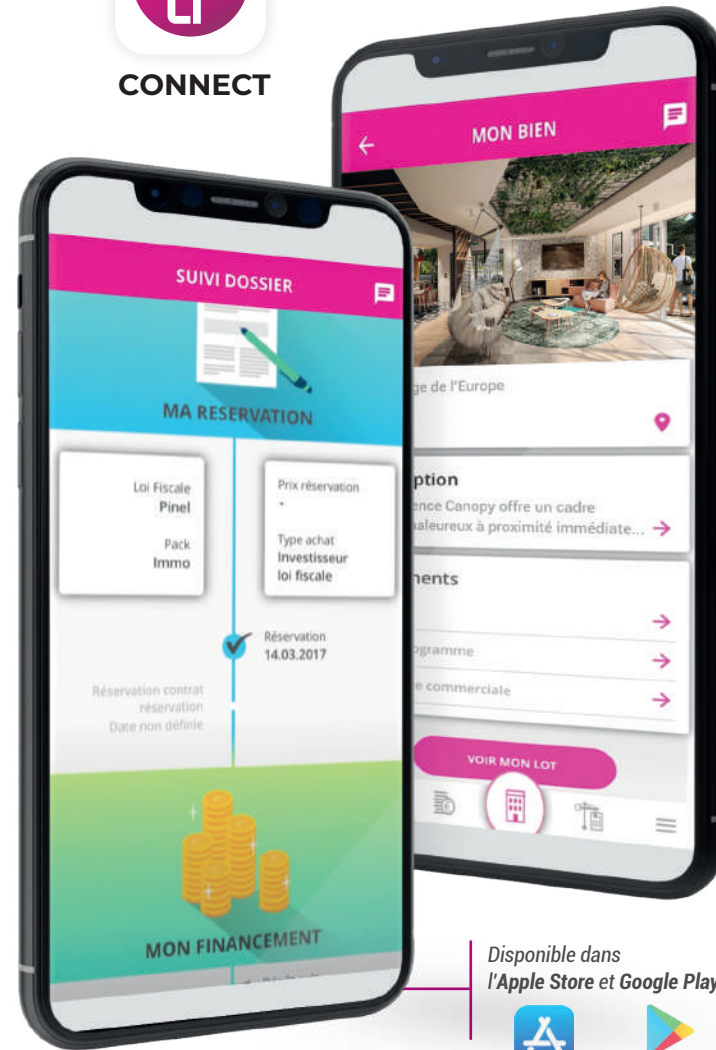 CONNECT
MON BIEN
ge de l'Europe
ption
ence Canopy offre un cadre
aleureux à proximité immédiate...
ents
ogramme
e commerciale
VOIR MON LOT
SUIVI DOSSIER
MA RESERVATION
Loi Fiscale
Pinel
Pack
Immo
Prix réservation
-
Type achat
Investisseur
loi fiscale
Réservation
14.03.2017
Réservation contrat
réservation
Date non définie
MON FINANCEMENT
Disponible dans
l'Apple Store et Google Play